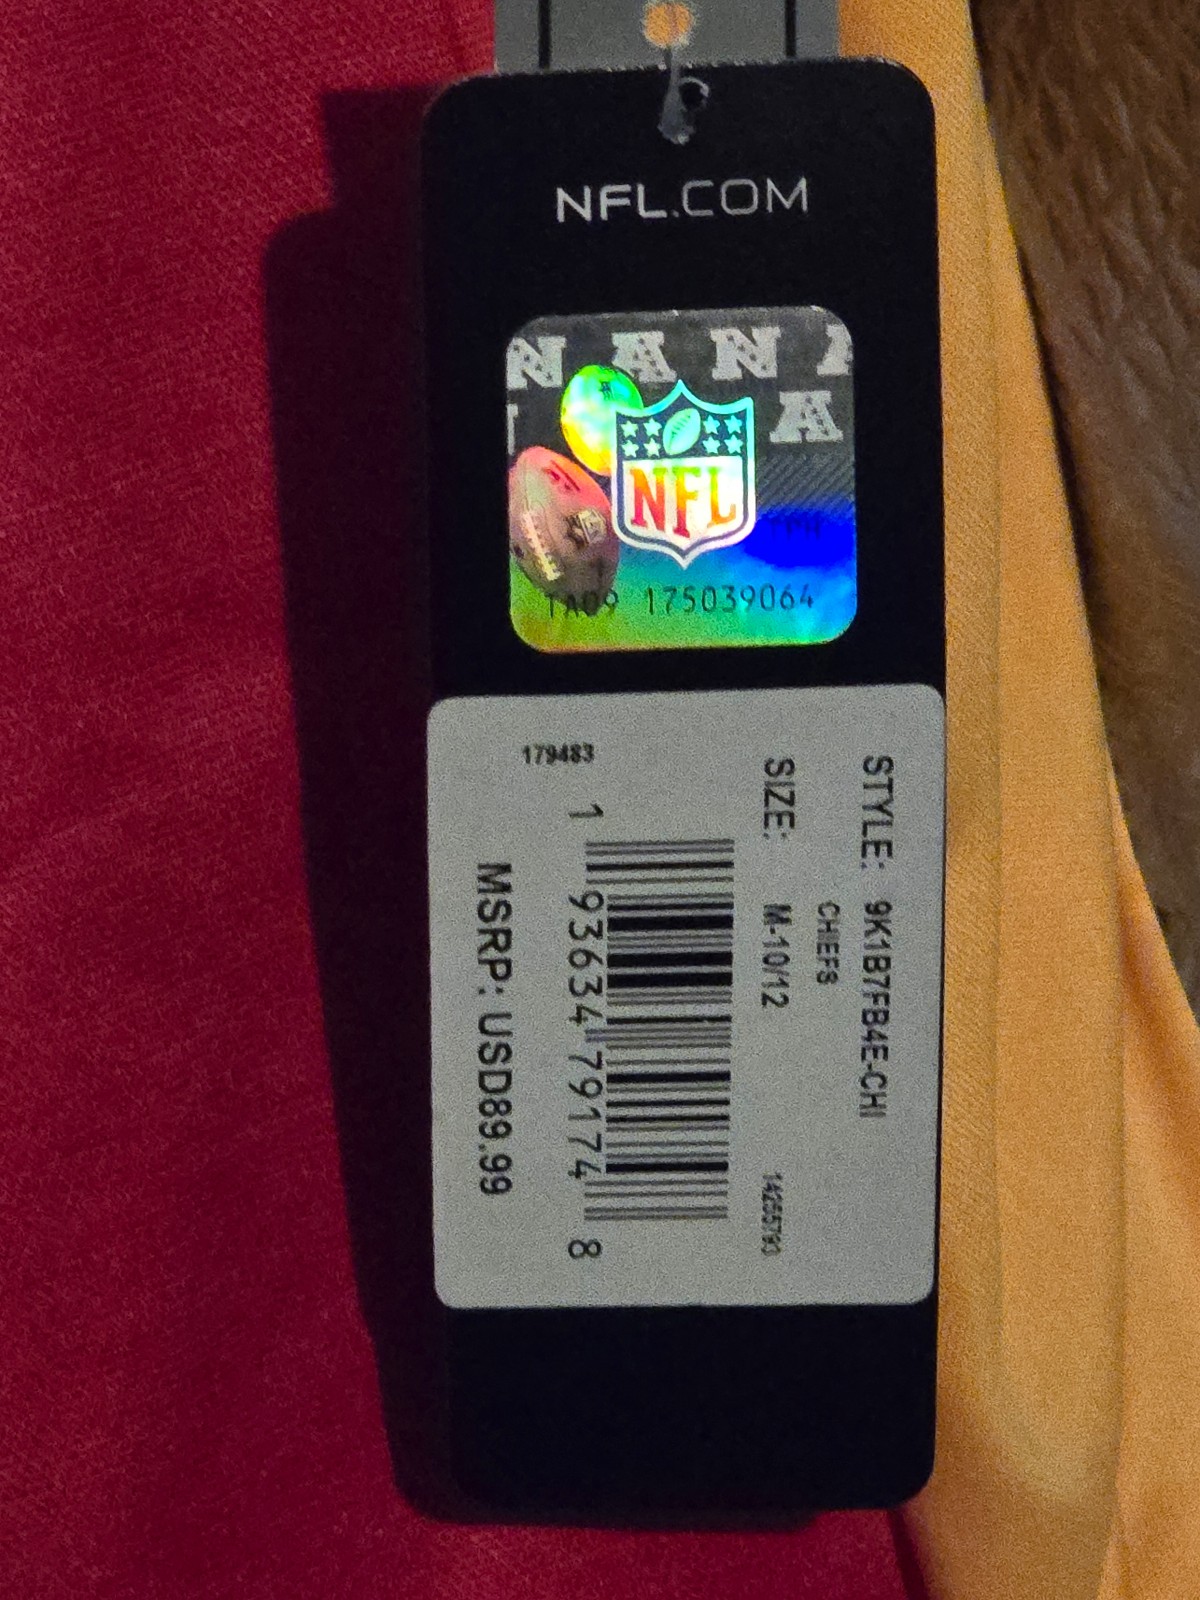 NFL.COM
N A N A
A
NFL
TA09 175039064
STYLE: 9K1B7FB4E-CHI
CHIEFS
SIZE: M-10/12
14255793
1 93634 79174 8
179483
MSRP: USD89.99